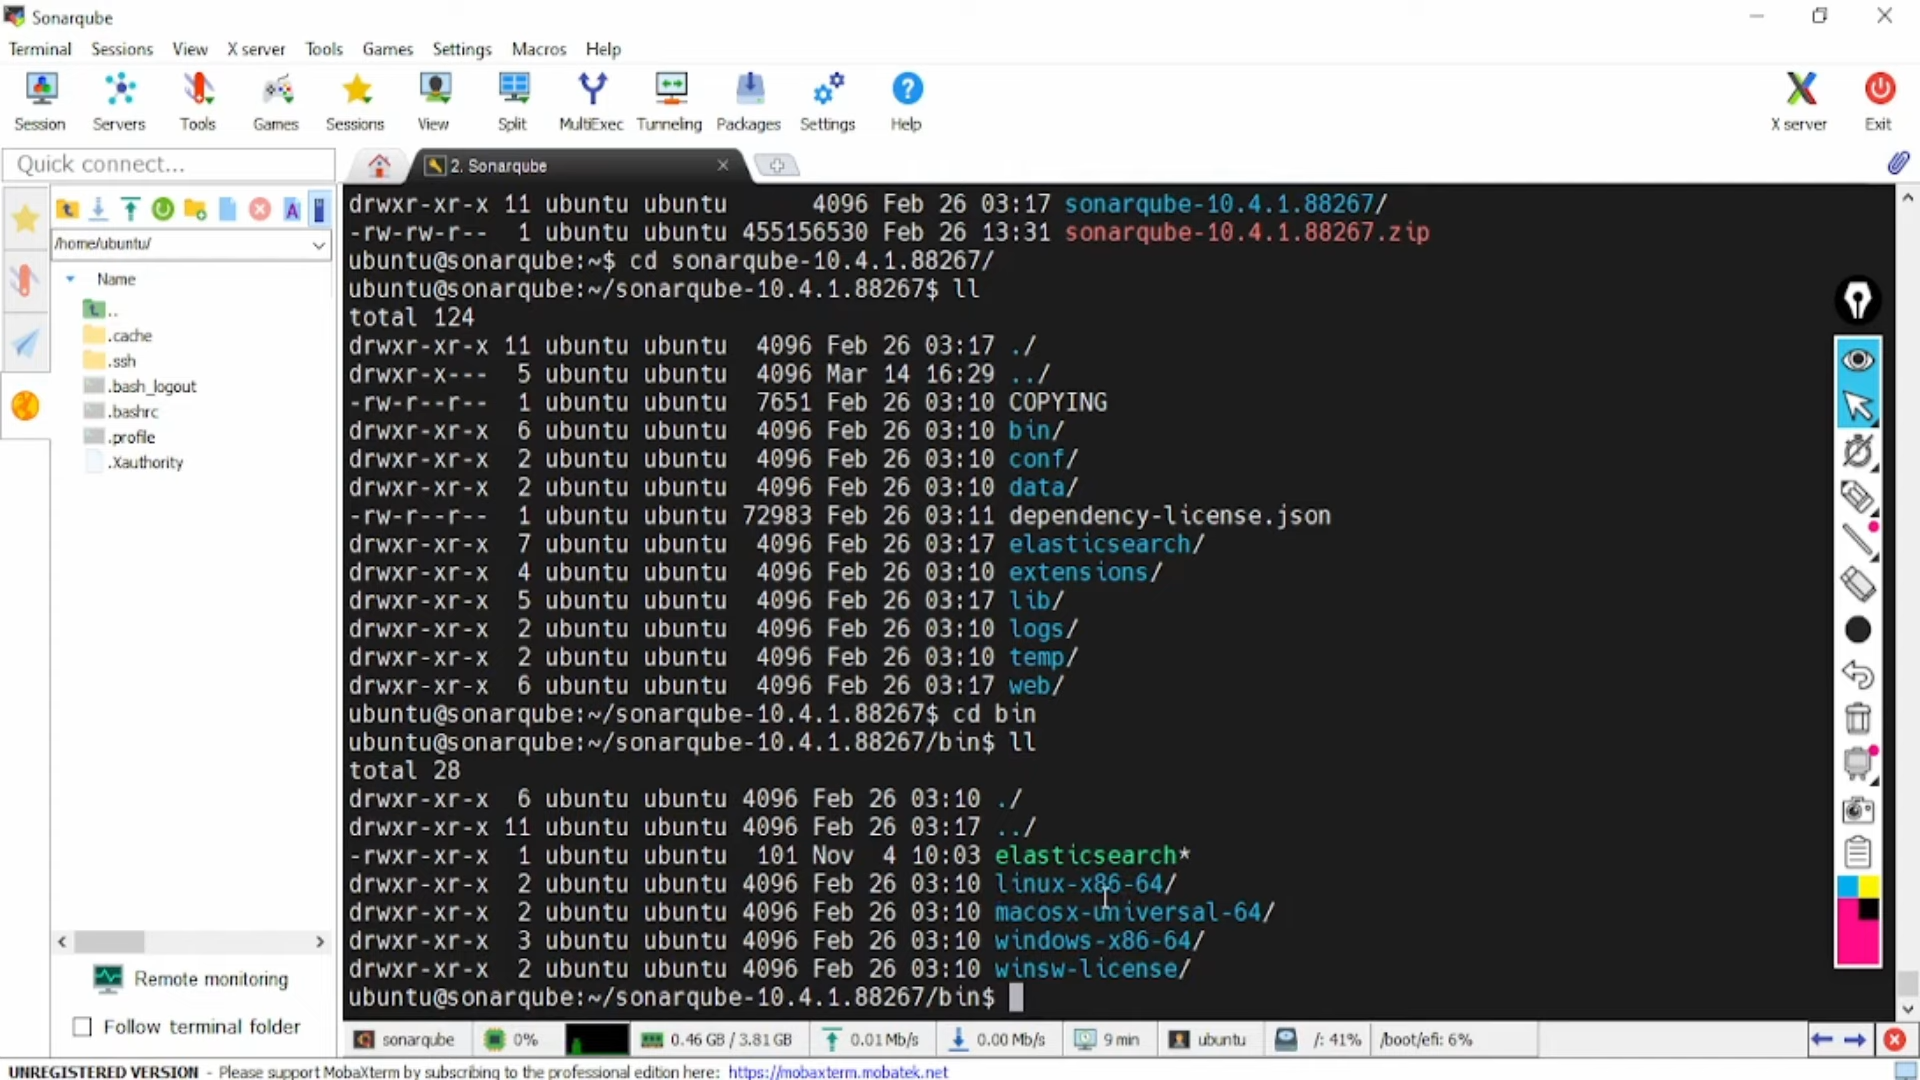 Sonarqube
Terminal Sessions View X server Tools Games Settings Macros Help
Session Servers Tools Games Sessions View Split MultiExec Tunneling Packages Settings Help X server Exit
Quick connect...
2. Sonarqube
/home/ubuntu/
Name
..
.cache
.ssh
.bash_logout
.bashrc
.profile
.Xauthority
Remote monitoring
Follow terminal folder
drwxr-xr-x 11 ubuntu ubuntu      4096 Feb 26 03:17 sonarqube-10.4.1.88267/
-rw-rw-r--  1 ubuntu ubuntu 455156530 Feb 26 13:31 sonarqube-10.4.1.88267.zip
ubuntu@sonarqube:~$ cd sonarqube-10.4.1.88267/
ubuntu@sonarqube:~/sonarqube-10.4.1.88267$ ll
total 124
drwxr-xr-x 11 ubuntu ubuntu  4096 Feb 26 03:17 ./
drwxr-x---  5 ubuntu ubuntu  4096 Mar 14 16:29 ../
-rw-r--r--  1 ubuntu ubuntu  7651 Feb 26 03:10 COPYING
drwxr-xr-x  6 ubuntu ubuntu  4096 Feb 26 03:10 bin/
drwxr-xr-x  2 ubuntu ubuntu  4096 Feb 26 03:10 conf/
drwxr-xr-x  2 ubuntu ubuntu  4096 Feb 26 03:10 data/
-rw-r--r--  1 ubuntu ubuntu 72983 Feb 26 03:11 dependency-license.json
drwxr-xr-x  7 ubuntu ubuntu  4096 Feb 26 03:17 elasticsearch/
drwxr-xr-x  4 ubuntu ubuntu  4096 Feb 26 03:10 extensions/
drwxr-xr-x  5 ubuntu ubuntu  4096 Feb 26 03:17 lib/
drwxr-xr-x  2 ubuntu ubuntu  4096 Feb 26 03:10 logs/
drwxr-xr-x  2 ubuntu ubuntu  4096 Feb 26 03:10 temp/
drwxr-xr-x  6 ubuntu ubuntu  4096 Feb 26 03:17 web/
ubuntu@sonarqube:~/sonarqube-10.4.1.88267$ cd bin
ubuntu@sonarqube:~/sonarqube-10.4.1.88267/bin$ ll
total 28
drwxr-xr-x  6 ubuntu ubuntu 4096 Feb 26 03:10 ./
drwxr-xr-x 11 ubuntu ubuntu 4096 Feb 26 03:17 ../
-rwxr-xr-x  1 ubuntu ubuntu  101 Nov  4 10:03 elasticsearch*
drwxr-xr-x  2 ubuntu ubuntu 4096 Feb 26 03:10 linux-x86-64/
drwxr-xr-x  2 ubuntu ubuntu 4096 Feb 26 03:10 macosx-universal-64/
drwxr-xr-x  3 ubuntu ubuntu 4096 Feb 26 03:10 windows-x86-64/
drwxr-xr-x  2 ubuntu ubuntu 4096 Feb 26 03:10 winsw-license/
ubuntu@sonarqube:~/sonarqube-10.4.1.88267/bin$
sonarqube 0% 0.46 GB / 3.81 GB 0.01 Mb/s 0.00 Mb/s 9 min ubuntu /: 41% /boot/efi: 6%
UNREGISTERED VERSION - Please support MobaXterm by subscribing to the professional edition here: https://mobaxterm.mobatek.net